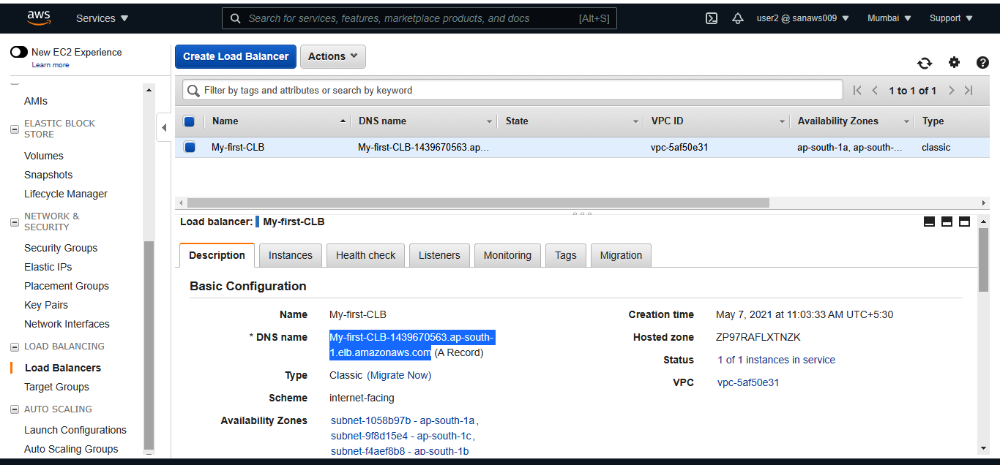 aws Services Search for services, features, marketplace products, and docs [Alt+S] user2 @ sanaws009 Mumbai Support
New EC2 Experience
Learn more
AMIs
ELASTIC BLOCK
STORE
Volumes
Snapshots
Lifecycle Manager
NETWORK &
SECURITY
Security Groups
Elastic IPs
Placement Groups
Key Pairs
Network Interfaces
LOAD BALANCING
Load Balancers
Target Groups
AUTO SCALING
Launch Configurations
Auto Scaling Groups
Create Load Balancer Actions
Filter by tags and attributes or search by keyword 1 to 1 of 1
Name DNS name State VPC ID Availability Zones Type
My-first-CLB My-first-CLB-1439670563.ap... vpc-5af50e31 ap-south-1a, ap-south-... classic
Load balancer: My-first-CLB
Description Instances Health check Listeners Monitoring Tags Migration
Basic Configuration
Name My-first-CLB
* DNS name My-first-CLB-1439670563.ap-south-
1.elb.amazonaws.com (A Record)
Type Classic (Migrate Now)
Scheme internet-facing
Availability Zones subnet-1058b97b - ap-south-1a,
subnet-9f8d15e4 - ap-south-1c,
subnet-f4aef8b8 - ap-south-1b
Creation time May 7, 2021 at 11:03:33 AM UTC+5:30
Hosted zone ZP97RAFLXTNZK
Status 1 of 1 instances in service
VPC vpc-5af50e31